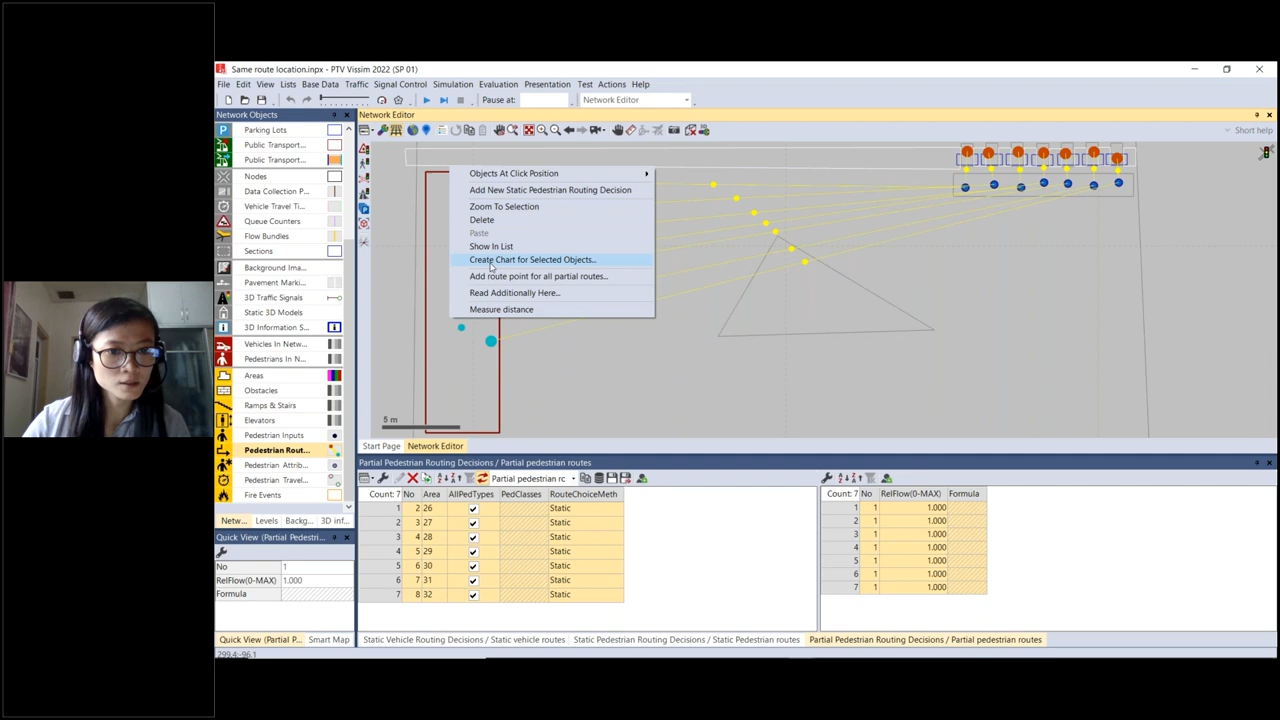 Same route location.inpx - PTV Vissim 2022 (SP 01)
File Edit View Lists Base Data Traffic Signal Control Simulation Evaluation Presentation Test Actions Help
Pause at: Network Editor
Network Objects
Network Editor
Short help
Parking Lots
Public Transport...
Public Transpo...
Nodes
Data Collection P...
Vehicle Travel Ti...
Queue Counters
Flow Bundles
Sections
Background Ima...
Pavement Marki...
3D Traffic Signals
Static 3D Models
3D Information S...
Vehicles In Netw...
Pedestrians In N...
Areas
Obstacles
Ramps & Stairs
Elevators
Pedestrian Inputs
Pedestrian Rout...
Pedestrian Attrib...
Pedestrian Travel...
Fire Events
Netw... Levels Backg... 3D inf...
Objects At Click Position
Add New Static Pedestrian Routing Decision
Zoom To Selection
Delete
Paste
Show In List
Create Chart for Selected Objects...
Add route point for all partial routes...
Read Additionally Here...
Measure distance
5 m
Start Page Network Editor
Partial Pedestrian Routing Decisions / Partial pedestrian routes
Partial pedestrian rc
Count: 7 No Area AllPedTypes PedClasses RouteChoiceMeth
1 2 26 Static
2 3 27 Static
3 4 28 Static
4 5 29 Static
5 6 30 Static
6 7 31 Static
7 8 32 Static
Count: 7 No RelFlow(0-MAX) Formula
1 1 1.000
2 1 1.000
3 1 1.000
4 1 1.000
5 1 1.000
6 1 1.000
7 1 1.000
Quick View (Partial Pedestri...
No 1
RelFlow(0-MAX) 1.000
Formula
Quick View (Partial P... Smart Map
Static Vehicle Routing Decisions / Static vehicle routes Static Pedestrian Routing Decisions / Static Pedestrian routes Partial Pedestrian Routing Decisions / Partial pedestrian routes
299.4:-96.1